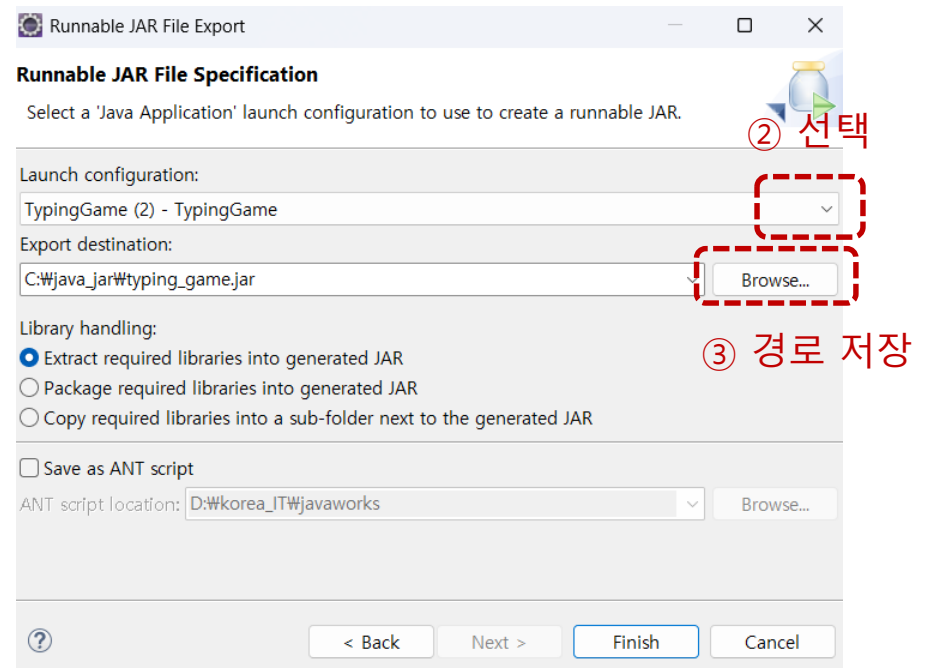 Runnable JAR File Export
Runnable JAR File Specification
Select a 'Java Application' launch configuration to use to create a runnable JAR.
② 선택
Launch configuration:
TypingGame (2) - TypingGame
Export destination:
C:₩java_jar₩typing_game.jar
Browse...
Library handling:
③ 경로 저장
Extract required libraries into generated JAR
Package required libraries into generated JAR
Copy required libraries into a sub-folder next to the generated JAR
Save as ANT script
ANT script location: D:₩korea_IT₩javaworks Browse...
? < Back Next > Finish Cancel